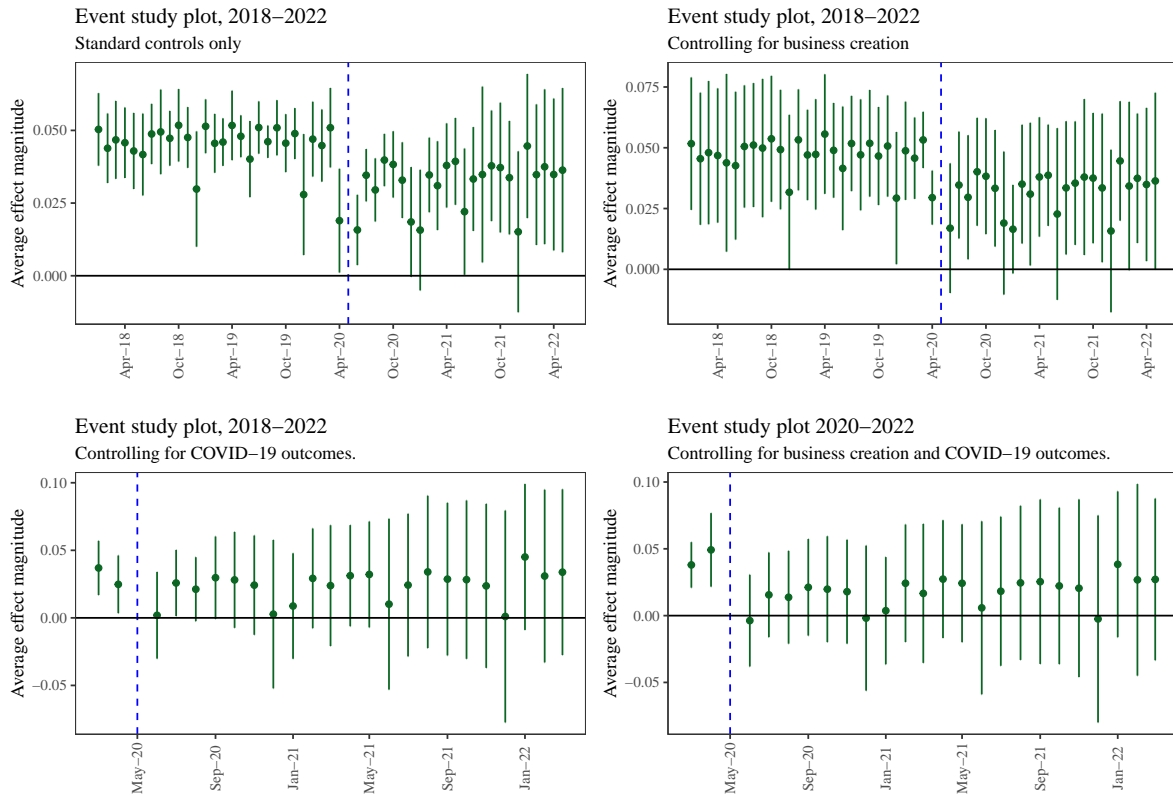 Event study plot, 2018−2022
Standard controls only
Average effect magnitude
0.050
0.025
0.000
Apr−18
Oct−18
Apr−19
Oct−19
Apr−20
Oct−20
Apr−21
Oct−21
Apr−22
Event study plot, 2018−2022
Controlling for business creation
Average effect magnitude
0.075
0.050
0.025
0.000
Apr−18
Oct−18
Apr−19
Oct−19
Apr−20
Oct−20
Apr−21
Oct−21
Apr−22
Event study plot, 2018−2022
Controlling for COVID−19 outcomes.
Average effect magnitude
0.10
0.05
0.00
−0.05
May−20
Sep−20
Jan−21
May−21
Sep−21
Jan−22
Event study plot 2020−2022
Controlling for business creation and COVID−19 outcomes.
Average effect magnitude
0.10
0.05
0.00
−0.05
May−20
Sep−20
Jan−21
May−21
Sep−21
Jan−22